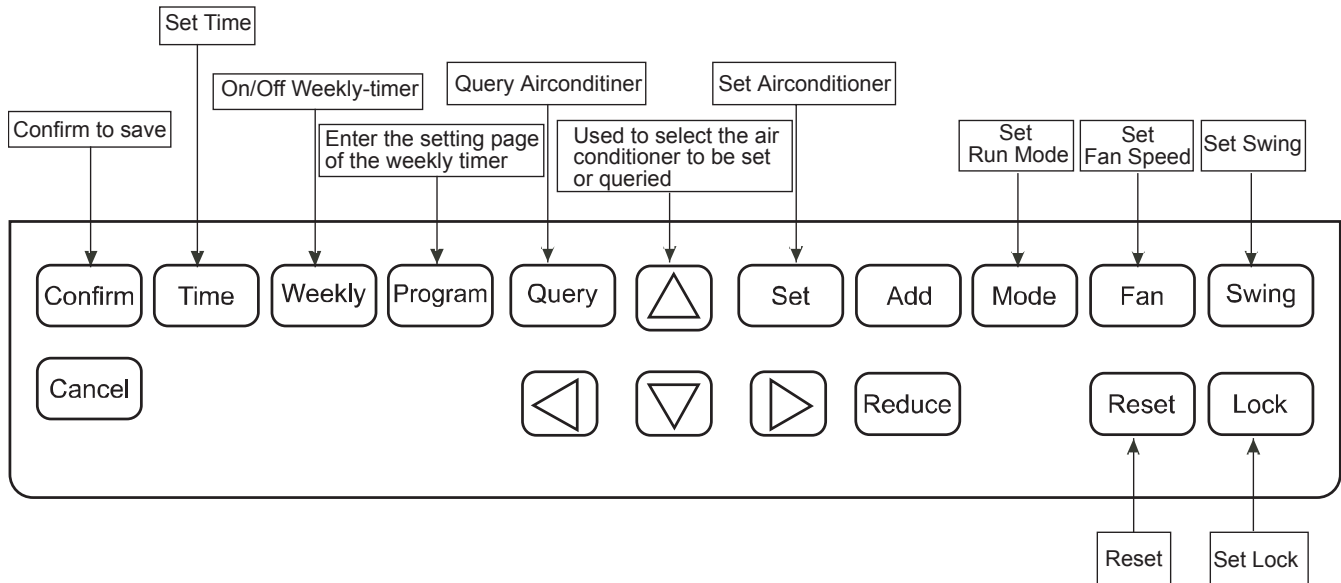 Set Time
On/Off Weekly-timer
Query Airconditiner
Set Airconditioner
Confirm to save
Enter the setting page
of the weekly timer
Used to select the air
conditioner to be set
or queried
Set
Run Mode
Set
Fan Speed
Set Swing
Confirm
Time
Weekly
Program
Query
Set
Add
Mode
Fan
Swing
Cancel
Reduce
Reset
Lock
Reset
Set Lock